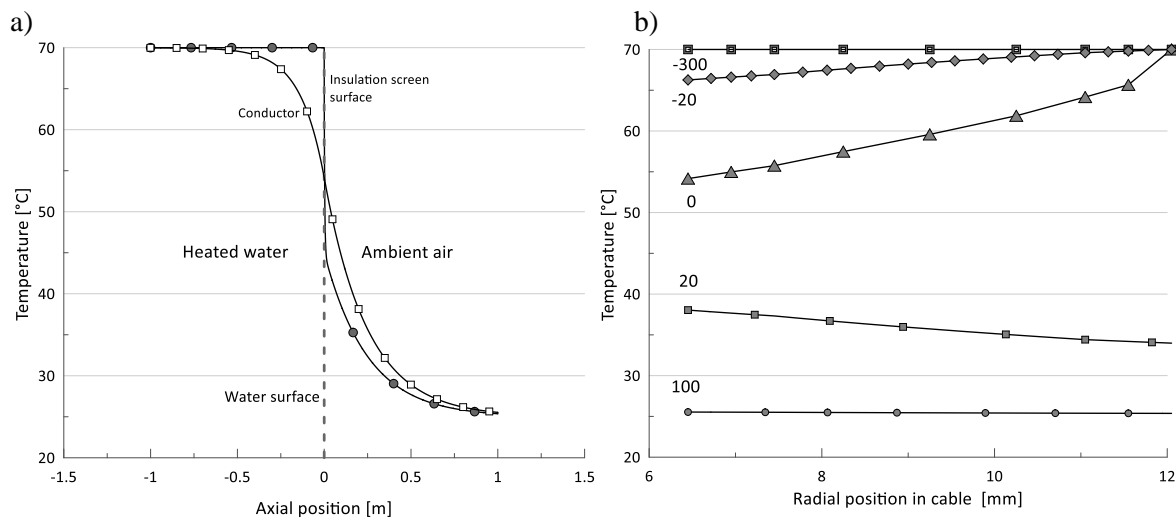 a)
70
60
50
40
30
20
Temperature [°C]
-1.5
-1
-0.5
0
0.5
1
1.5
Axial position [m]
Insulation screen
surface
Conductor
Heated water
Ambient air
Water surface
b)
70
60
50
40
30
20
Temperature [°C]
6
8
10
12
Radial position in cable [mm]
-300
-20
0
20
100